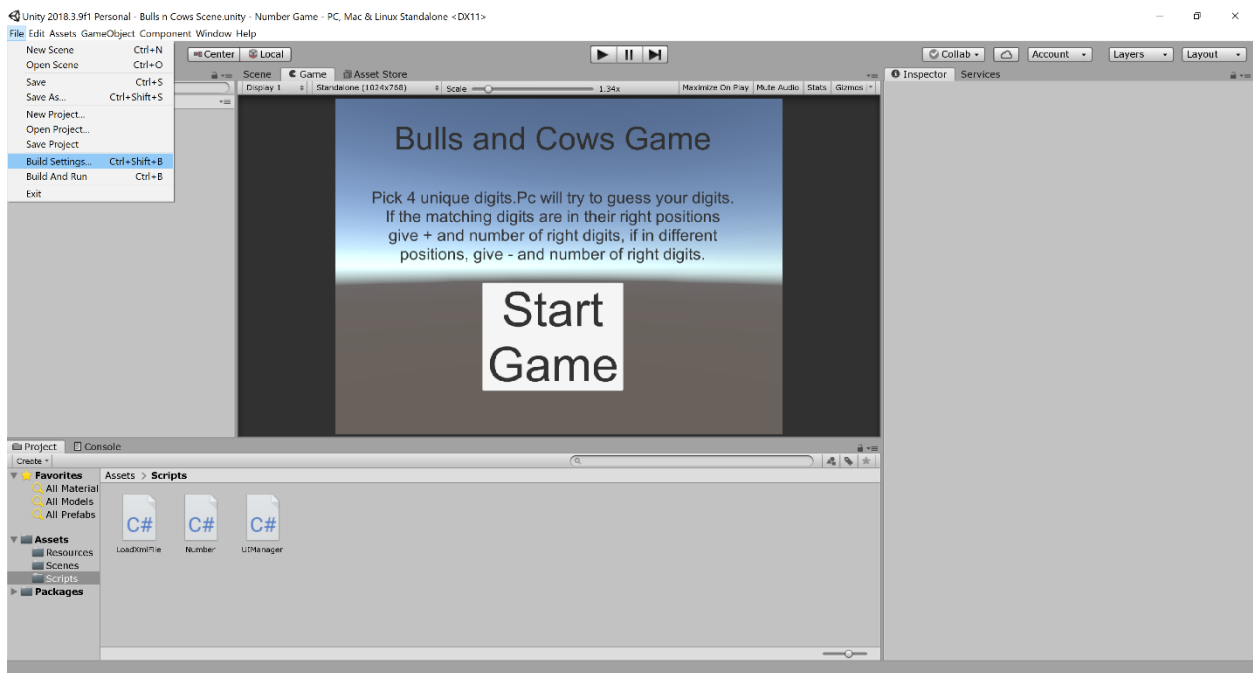 Unity 2018.3.9f1 Personal - Bulls n Cows Scene.unity - Number Game - PC, Mac & Linux Standalone <DX11>
File Edit Assets GameObject Component Window Help
New Scene Ctrl+N
Open Scene Ctrl+O
Save Ctrl+S
Save As... Ctrl+Shift+S
New Project...
Open Project...
Save Project
Build Settings... Ctrl+Shift+B
Build And Run Ctrl+B
Exit
Center Local
Collab Account Layers Layout
Scene Game Asset Store
Display 1 Standalone (1024x768) Scale 1.34x Maximize On Play Mute Audio Stats Gizmos
Inspector Services
Bulls and Cows Game
Pick 4 unique digits.Pc will try to guess your digits.
If the matching digits are in their right positions
give + and number of right digits, if in different
positions, give - and number of right digits.
Start
Game
Project Console
Create
Favorites
All Material
All Models
All Prefabs
Assets
Resources
Scenes
Scripts
Packages
Assets > Scripts
C# C# C#
LoadXmlFile Number UIManager